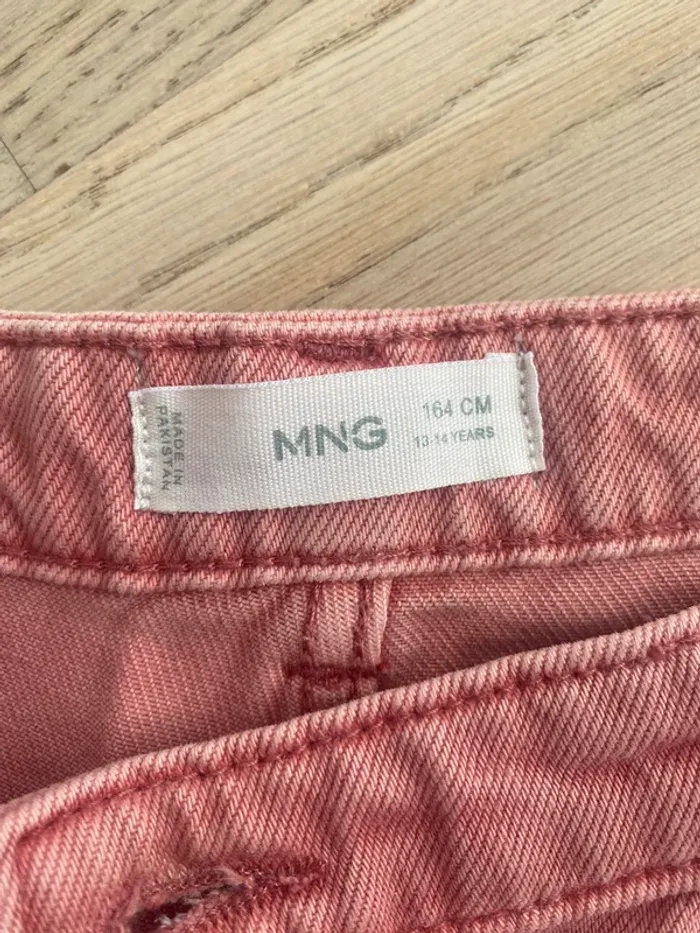 MADE IN
PAKISTAN
MNG
164 CM
13-14 YEARS